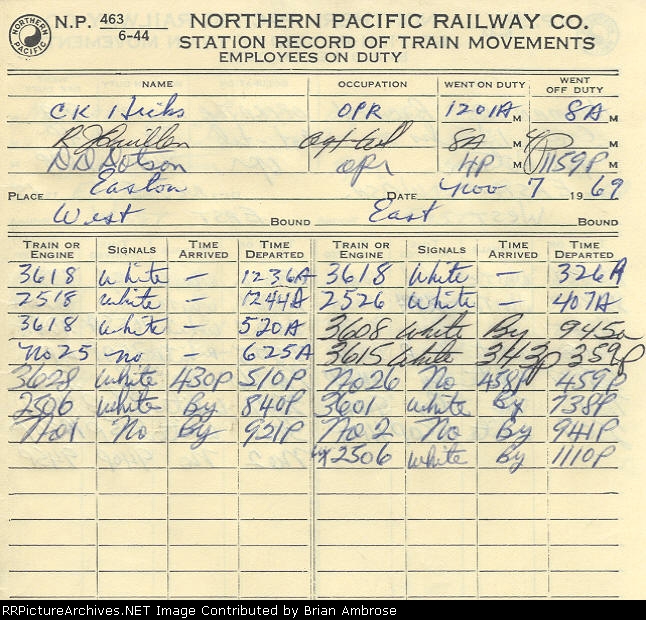 NORTHERN PACIFIC
N.P. 463 6-44
NORTHERN PACIFIC RAILWAY CO.
STATION RECORD OF TRAIN MOVEMENTS
EMPLOYEES ON DUTY
NAME OCCUPATION WENT ON DUTY WENT OFF DUTY
CK Hicks OPR 1201A M 8A M
R J Quillen 8A M 4P M
D D Dotson opr 4P M 1159P M
PLACE Easton DATE Nov 7 1969
West BOUND East BOUND
TRAIN OR ENGINE SIGNALS TIME ARRIVED TIME DEPARTED TRAIN OR ENGINE SIGNALS TIME ARRIVED TIME DEPARTED
3618 white — 1236A 3618 white — 326A
2518 white — 1244A 2526 white — 407A
3618 white — 520A 3608 white By 945a
No 25 no — 625A 3615 white 343p 359p
3628 white 430P 510P No 26 No 458P 459P
2506 white By 840P 3601 white By 738P
No 1 No By 921P No 2 No By 941P
2506 white By 1110P
(c) RRPictureArchives.NET Image Contributed by Brian Ambrose